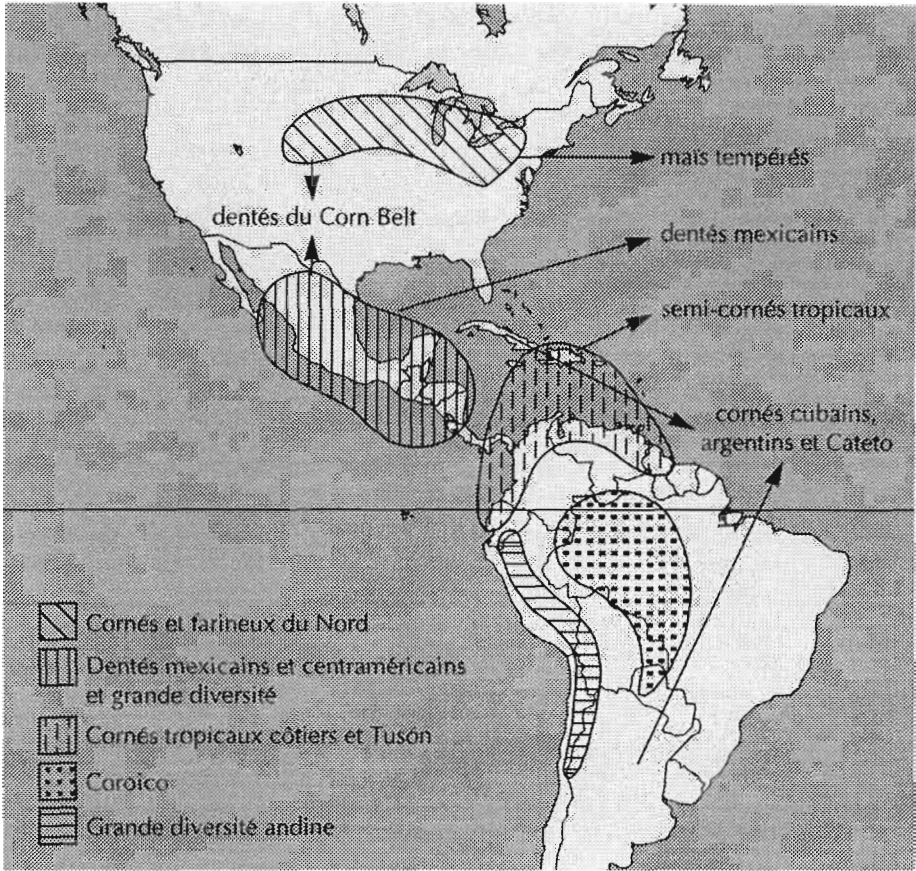 maïs tempérés
dentés du Corn Belt
dentés mexicains
semi-cornés tropicaux
cornés cubains,
argentins et Cateto
Cornés et farineux du Nord
Dentés mexicains et centraméricains
et grande diversité
Cornés tropicaux côtiers et Tusón
Coroico
Grande diversité andine